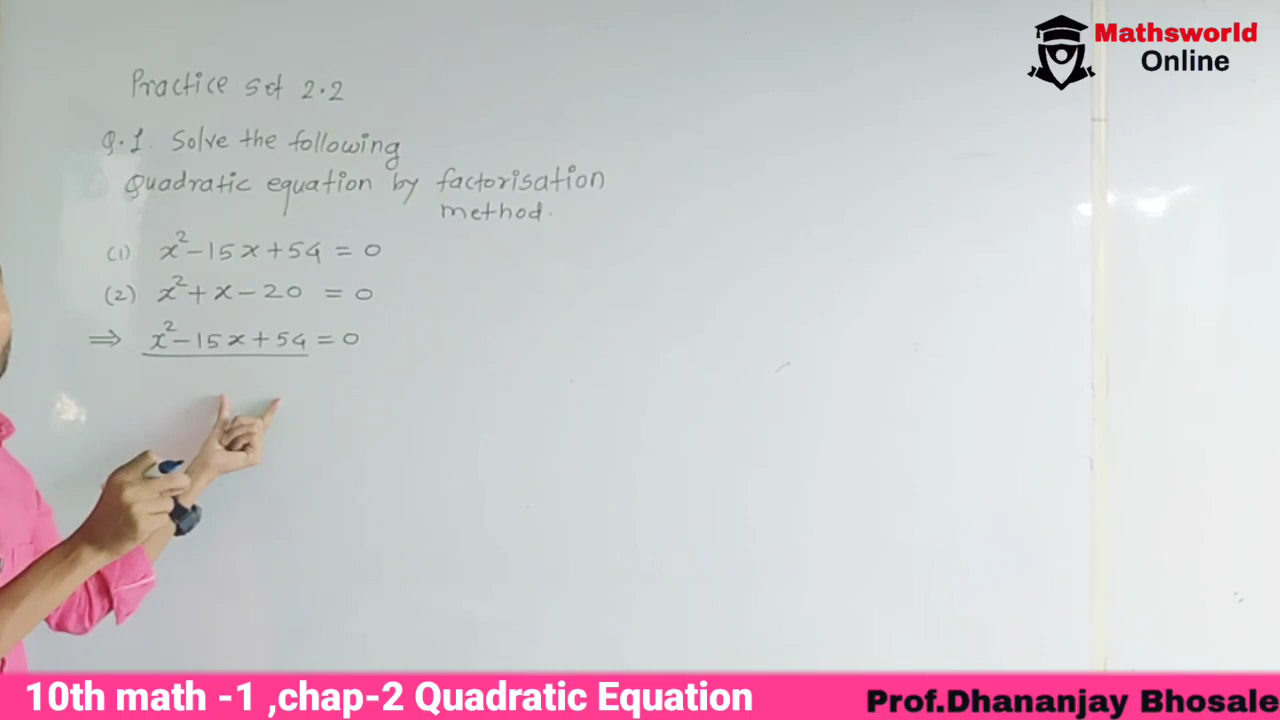 Mathsworld
Online
Practice set 2.2
Q.1. Solve the following
Quadratic equation by factorisation
method.
(1) x²-15x+54 = 0
(2) x²+x-20 = 0
⇒ x²-15x+54 = 0
10th math -1 ,chap-2 Quadratic Equation
Prof.Dhananjay Bhosale